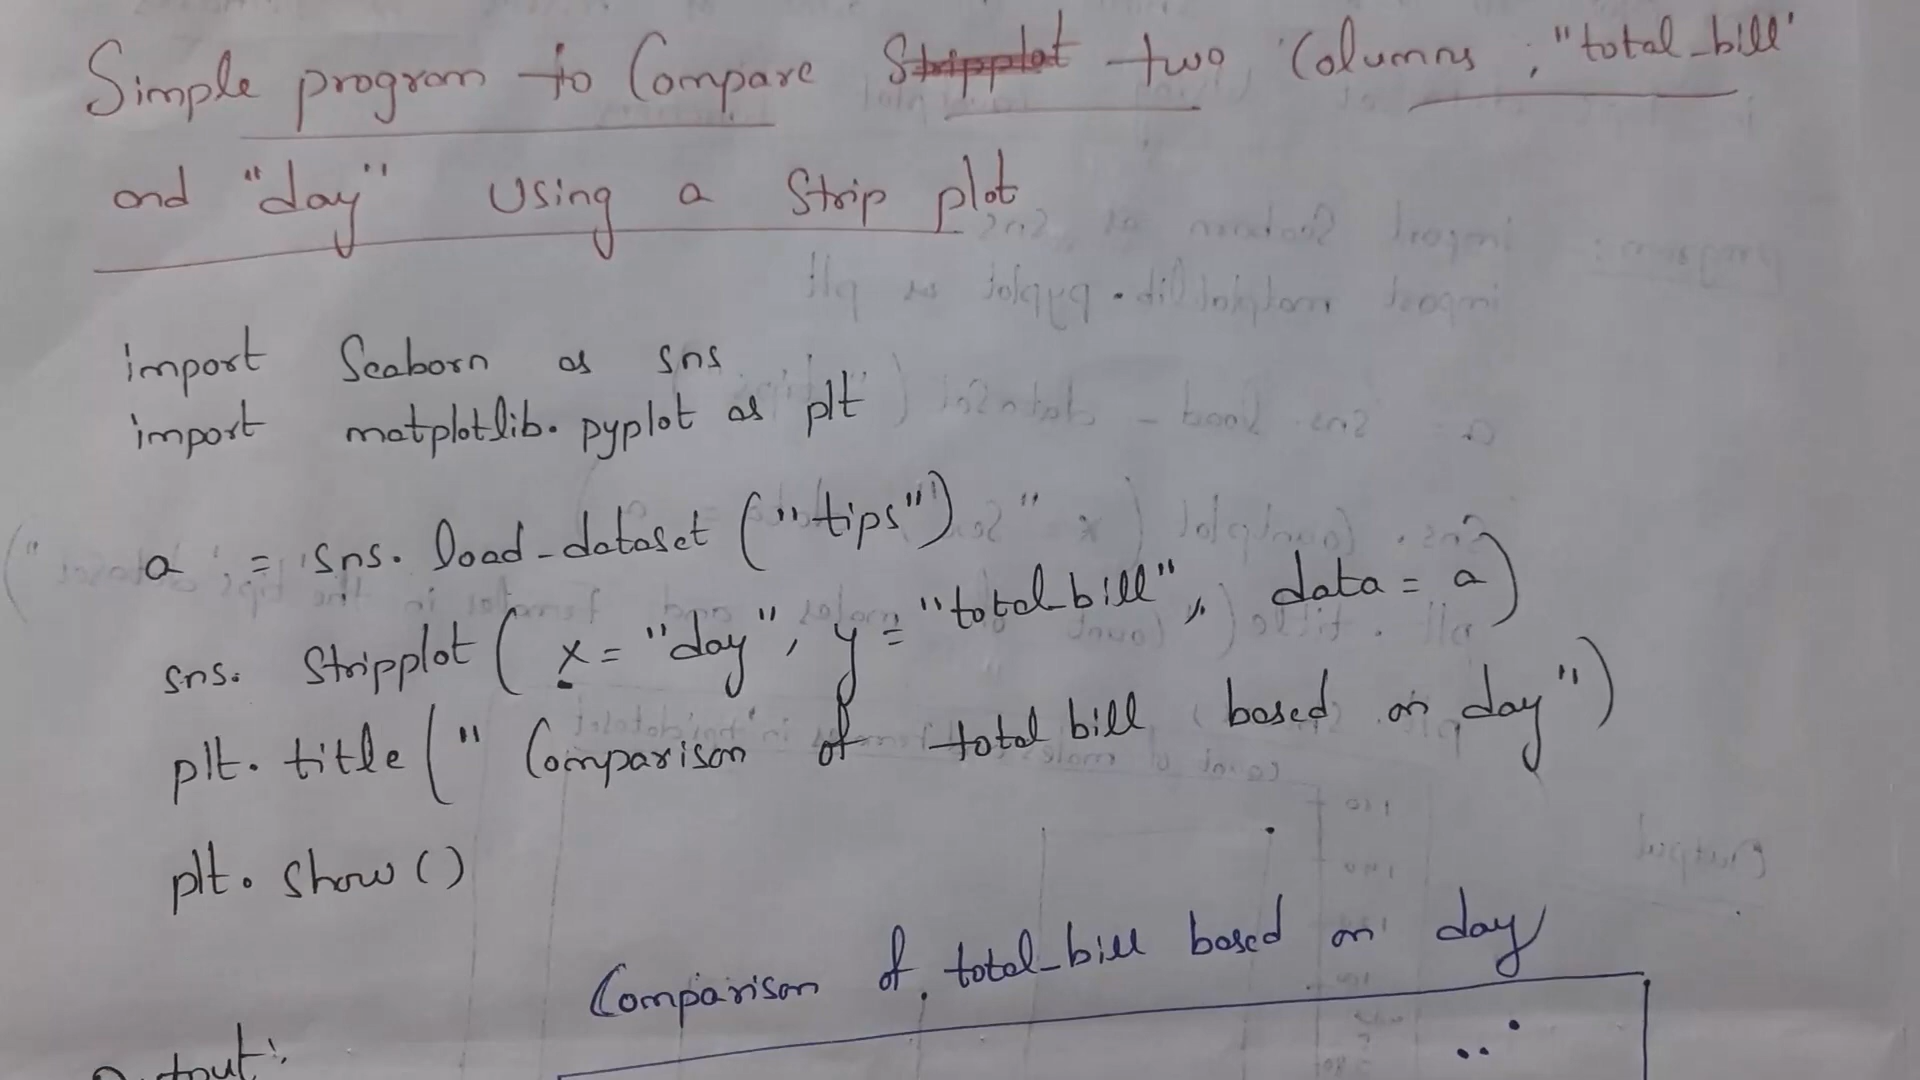 Simple program to Compare two Columns ; "total_bill"
and "day" Using a Strip plot
import Seaborn as sns
import matplotlib. pyplot as plt
a = sns. load-dataset ("tips")
sns. Stripplot ( x = "day", y = "total_bill", data = a)
plt. title (" Comparison of total bill based on day")
plt. show ()
Comparison of total_bill based on day
Output: